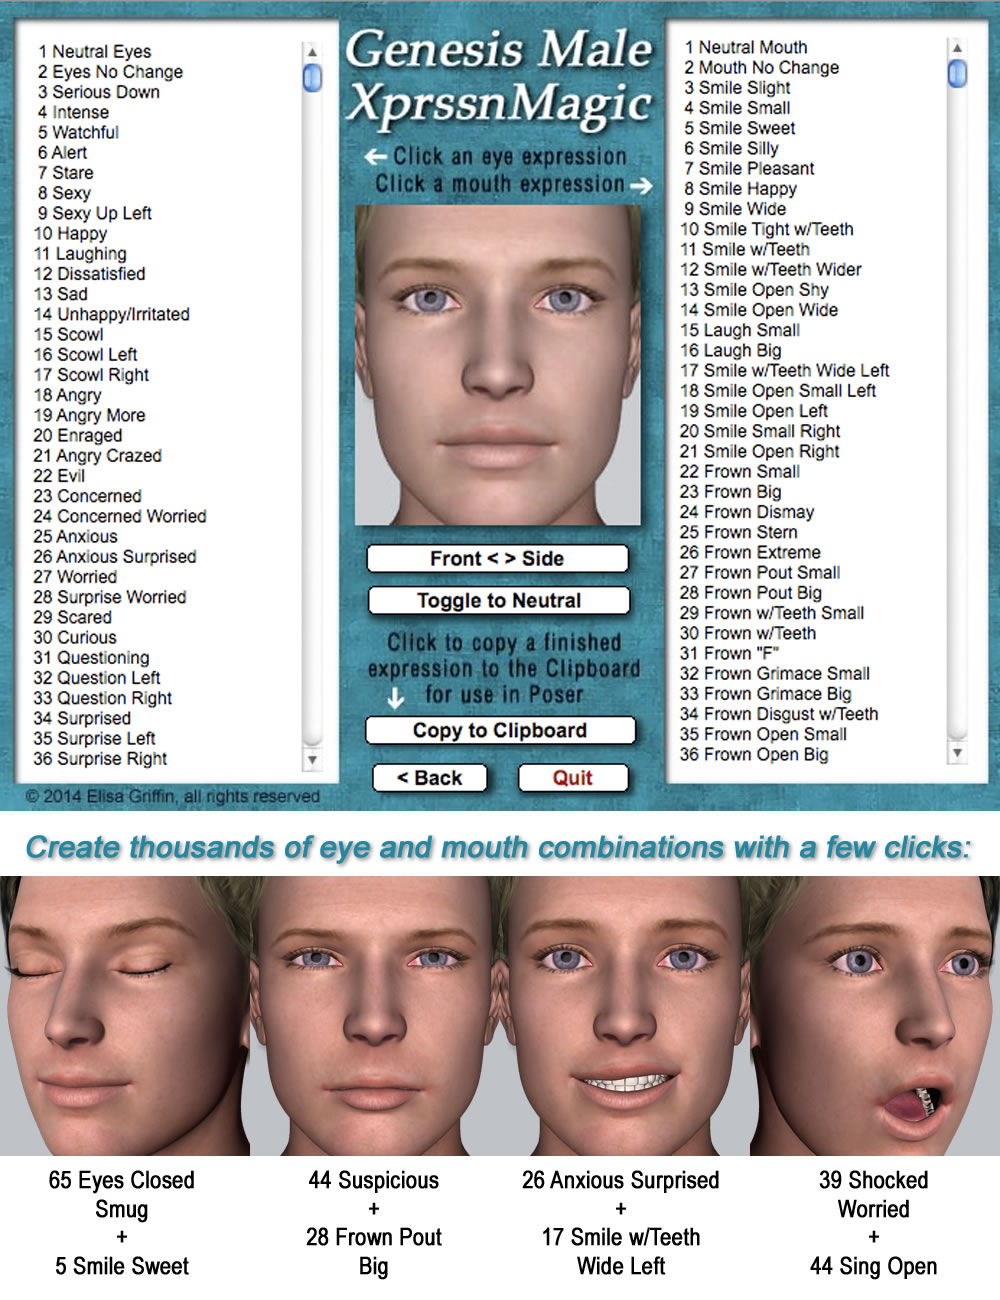 1 Neutral Eyes
2 Eyes No Change
3 Serious Down
4 Intense
5 Watchful
6 Alert
7 Stare
8 Sexy
9 Sexy Up Left
10 Happy
11 Laughing
12 Dissatisfied
13 Sad
14 Unhappy/Irritated
15 Scowl
16 Scowl Left
17 Scowl Right
18 Angry
19 Angry More
20 Enraged
21 Angry Crazed
22 Evil
23 Concerned
24 Concerned Worried
25 Anxious
26 Anxious Surprised
27 Worried
28 Surprise Worried
29 Scared
30 Curious
31 Questioning
32 Question Left
33 Question Right
34 Surprised
35 Surprise Left
36 Surprise Right
© 2014 Elisa Griffin, all rights reserved
Genesis Male
XprssnMagic
Click an eye expression
Click a mouth expression
Front < > Side
Toggle to Neutral
Click to copy a finished
expression to the Clipboard
for use in Poser
Copy to Clipboard
< Back
Quit
1 Neutral Mouth
2 Mouth No Change
3 Smile Slight
4 Smile Small
5 Smile Sweet
6 Smile Silly
7 Smile Pleasant
8 Smile Happy
9 Smile Wide
10 Smile Tight w/Teeth
11 Smile w/Teeth
12 Smile w/Teeth Wider
13 Smile Open Shy
14 Smile Open Wide
15 Laugh Small
16 Laugh Big
17 Smile w/Teeth Wide Left
18 Smile Open Small Left
19 Smile Open Left
20 Smile Small Right
21 Smile Open Right
22 Frown Small
23 Frown Big
24 Frown Dismay
25 Frown Stern
26 Frown Extreme
27 Frown Pout Small
28 Frown Pout Big
29 Frown w/Teeth Small
30 Frown w/Teeth
31 Frown "F"
32 Frown Grimace Small
33 Frown Grimace Big
34 Frown Disgust w/Teeth
35 Frown Open Small
36 Frown Open Big
Create thousands of eye and mouth combinations with a few clicks:
65 Eyes Closed
Smug
+
5 Smile Sweet
44 Suspicious
+
28 Frown Pout
Big
26 Anxious Surprised
+
17 Smile w/Teeth
Wide Left
39 Shocked
Worried
+
44 Sing Open